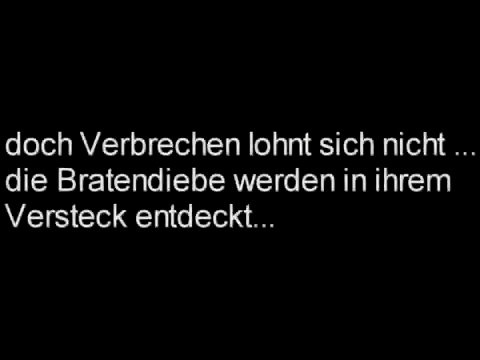 doch Verbrechen lohnt sich nicht ...
die Bratendiebe werden in ihrem
Versteck entdeckt...